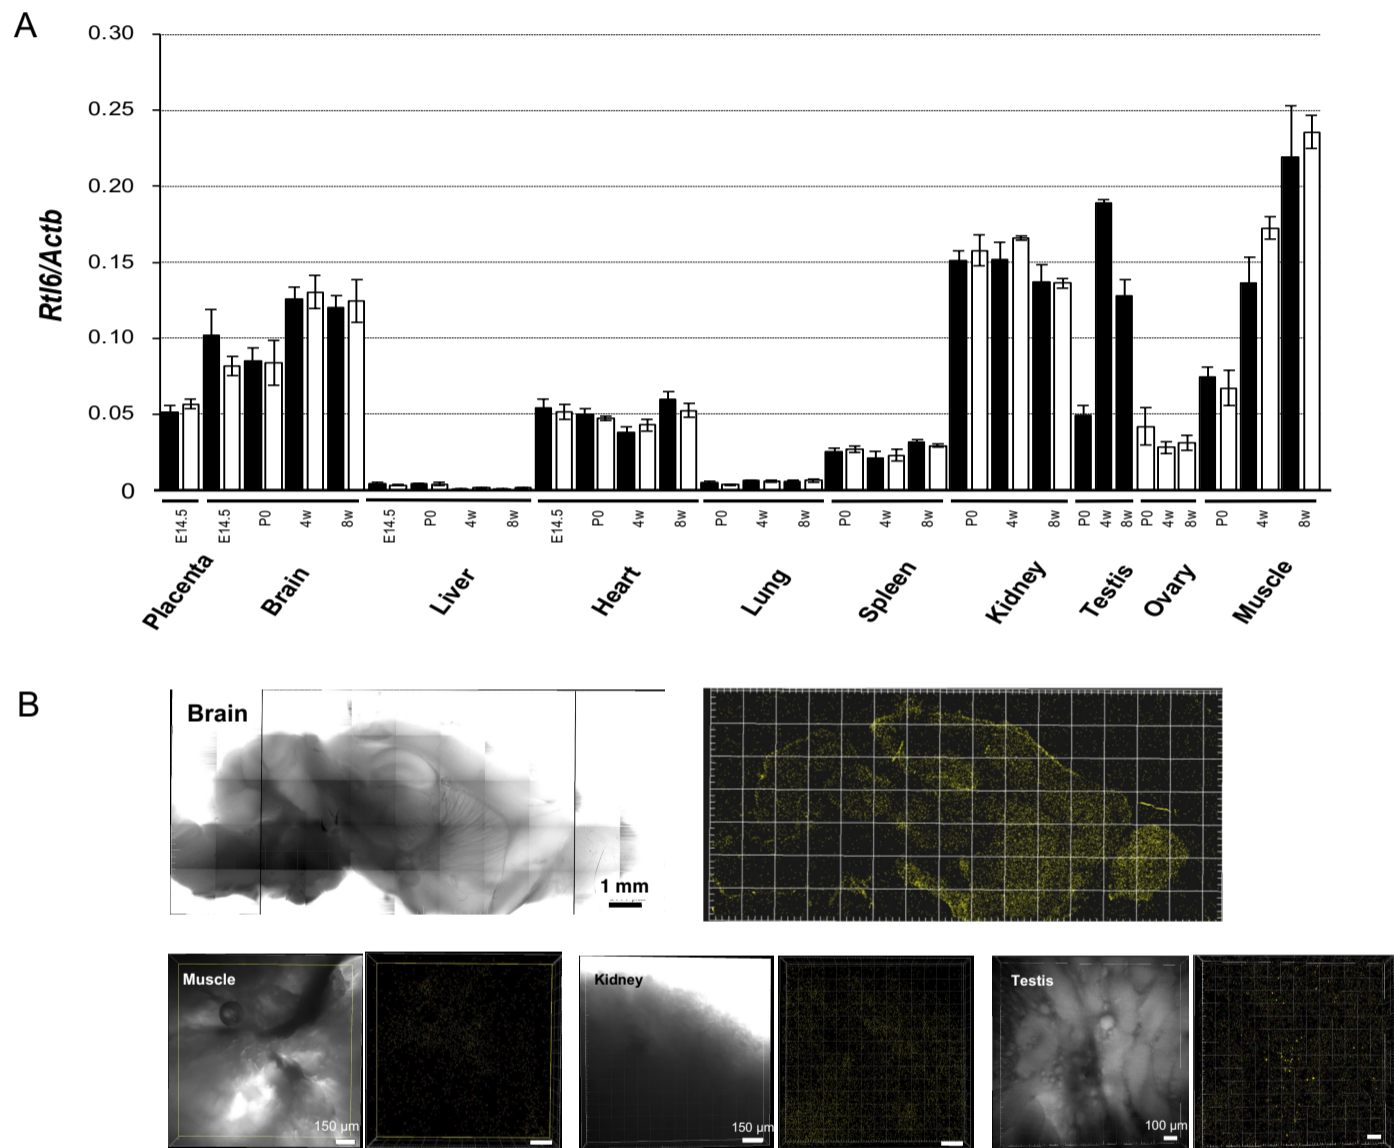 A
0.30
0.25
0.20
0.15
0.10
0.05
0
Rtl6/Actb
E14.5
E14.5 P0 4w 8w
E14.5 P0 4w 8w
E14.5 P0 4w 8w
P0 4w 8w
P0 4w 8w
P0 4w 8w
P0 4w 8w
P0 4w 8w
P0 4w 8w
Placenta Brain Liver Heart Lung Spleen Kidney Testis Ovary Muscle
B
Brain
1 mm
Muscle
150 μm
Kidney
150 μm
Testis
100 μm